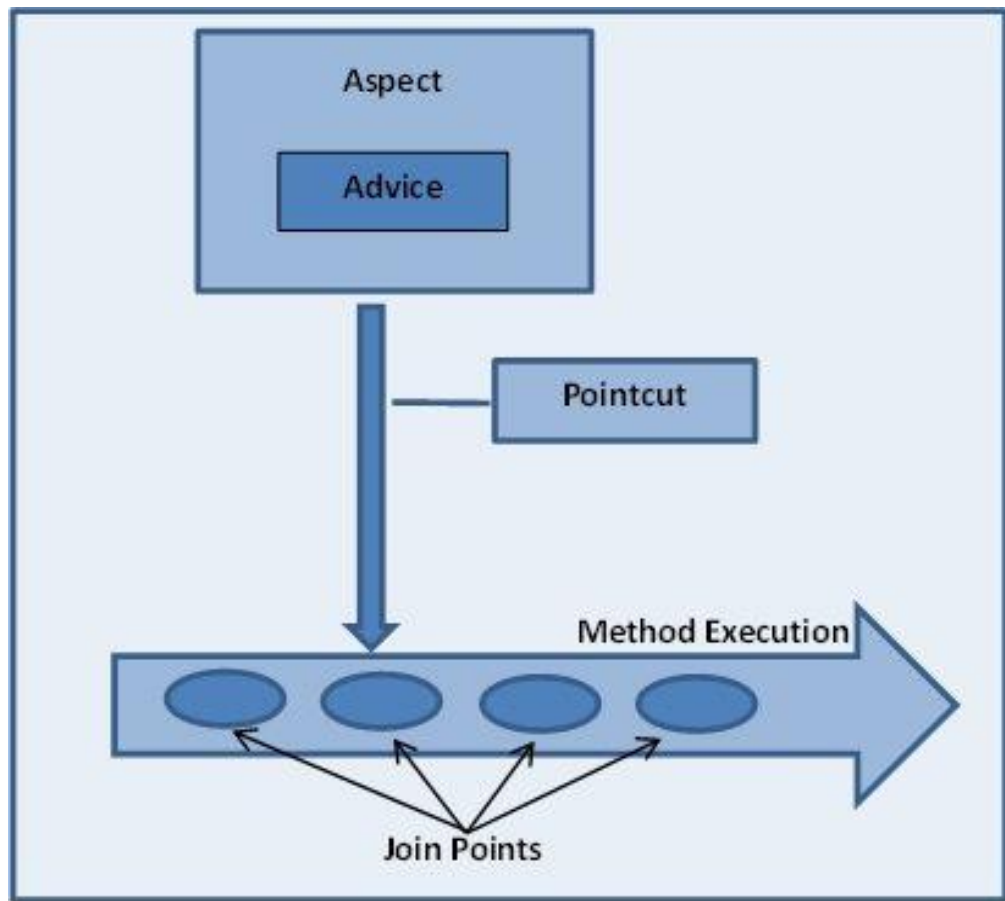 Aspect
Advice
Pointcut
Method Execution
Join Points